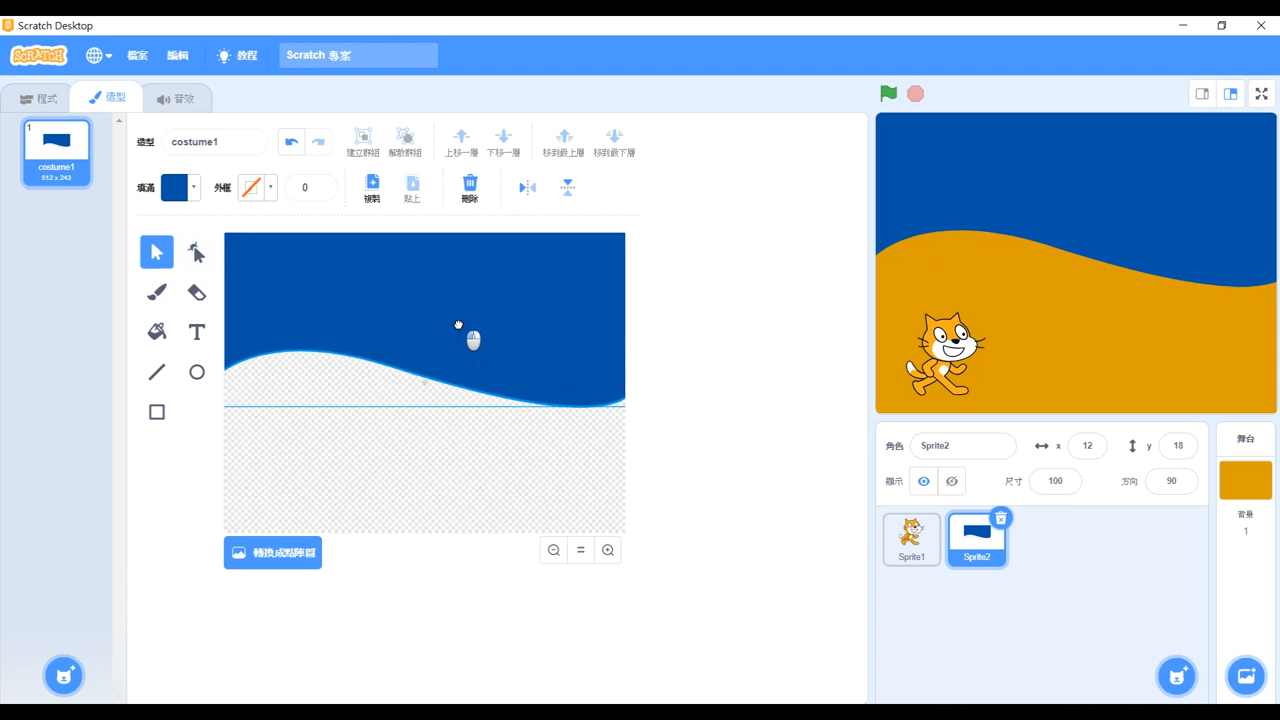 Scratch Desktop
SCRATCH
檔案
編輯
教程
Scratch 專案
程式
造型
音效
1
costume1
512 x 243
造型
costume1
建立群組
解散群組
上移一層
下移一層
移到最上層
移到最下層
填滿
外框
0
複製
貼上
刪除
T
轉換成點陣圖
角色
Sprite2
x
12
y
18
顯示
尺寸
100
方向
90
Sprite1
Sprite2
舞台
背景
1